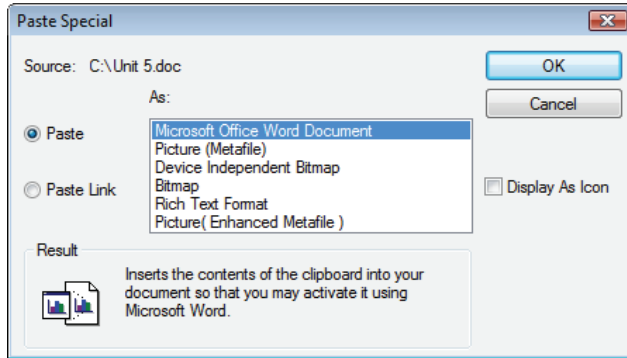 Paste Special
Source: C:\Unit 5.doc
OK
As:
Cancel
Paste
Microsoft Office Word Document
Picture (Metafile)
Device Independent Bitmap
Paste Link
Bitmap
Rich Text Format
Picture( Enhanced Metafile )
Display As Icon
Result
Inserts the contents of the clipboard into your
document so that you may activate it using
Microsoft Word.